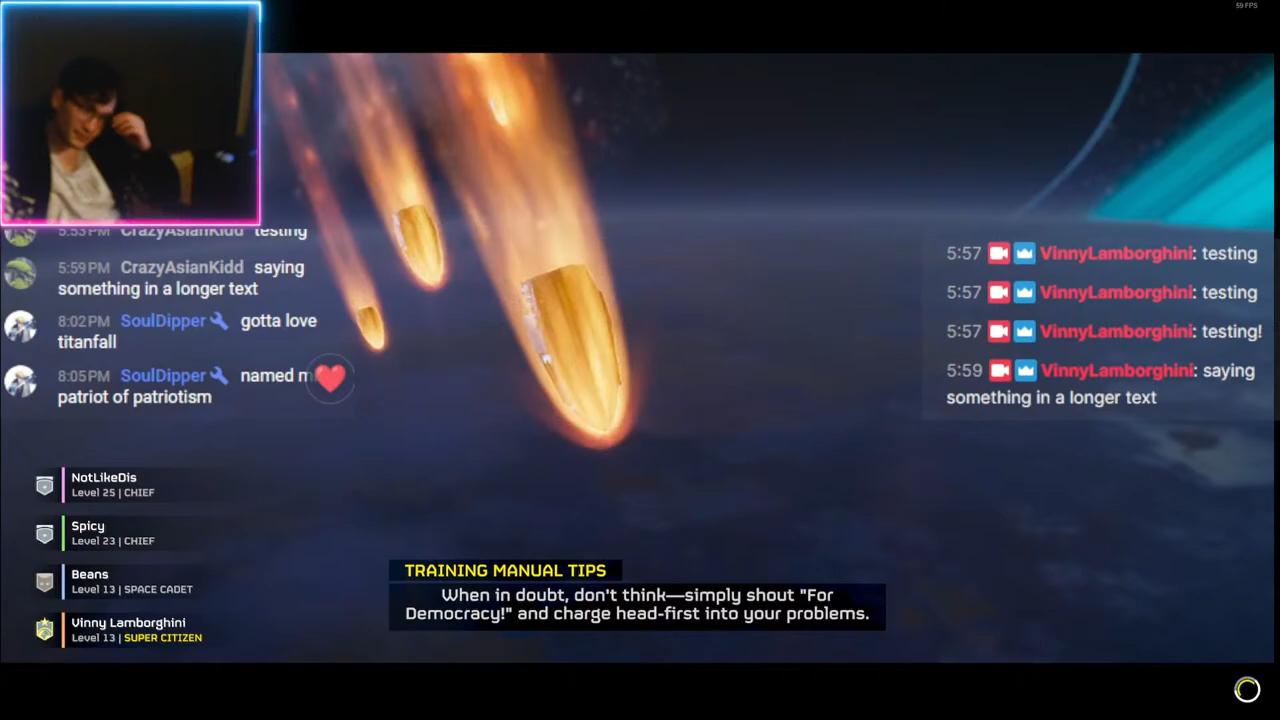 59 FPS
5:53 PM CrazyAsianKidd testing
5:59 PM CrazyAsianKidd saying
something in a longer text
8:02 PM SoulDipper gotta love
titanfall
8:05 PM SoulDipper named
patriot of patriotism
5:57 VinnyLamborghini: testing
5:57 VinnyLamborghini: testing
5:57 VinnyLamborghini: testing!
5:59 VinnyLamborghini: saying
something in a longer text
NotLikeDis
Level 25 | CHIEF
Spicy
Level 23 | CHIEF
Beans
Level 13 | SPACE CADET
Vinny Lamborghini
Level 13 | SUPER CITIZEN
TRAINING MANUAL TIPS
When in doubt, don't think—simply shout "For
Democracy!" and charge head-first into your problems.